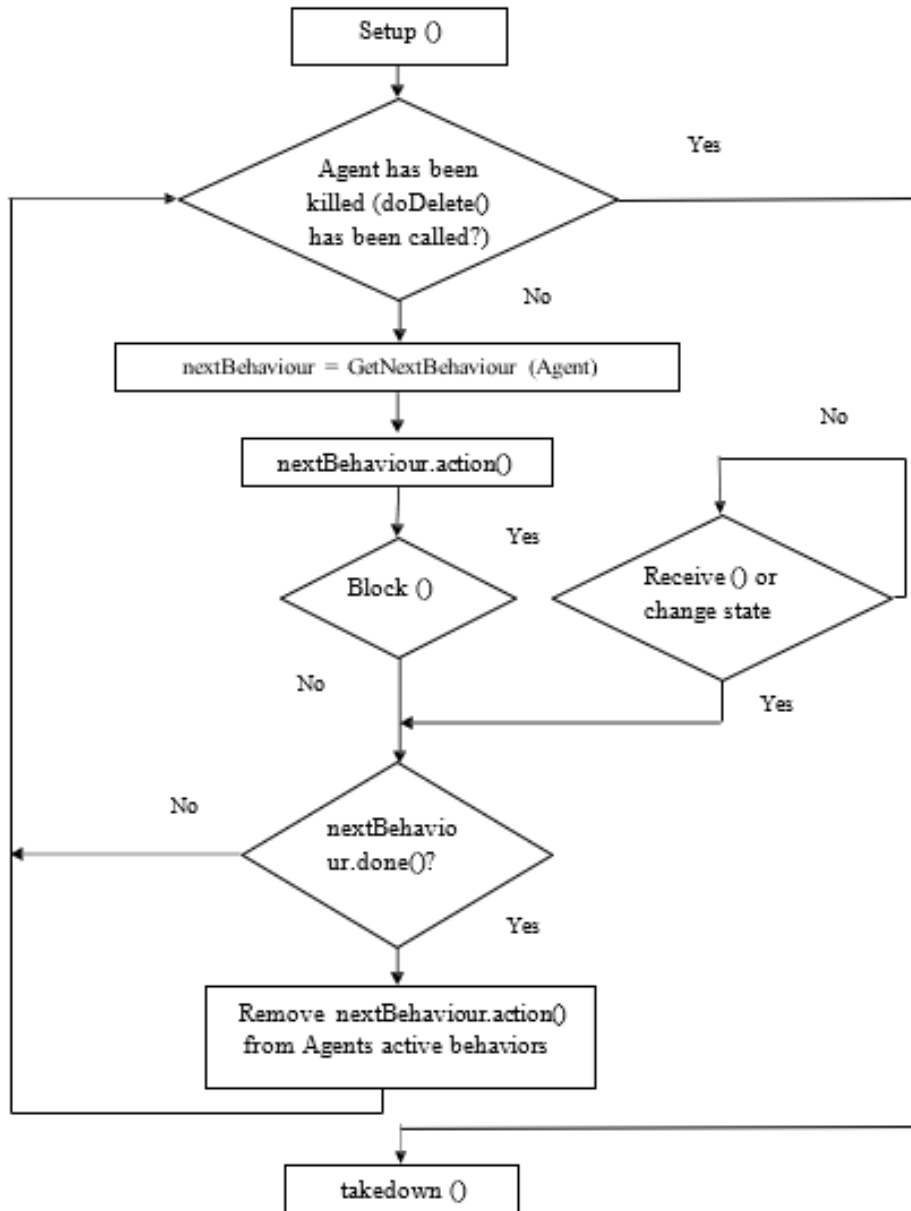 Setup ()
Yes
Agent has been
killed (doDelete()
has been called?)
No
nextBehaviour = GetNextBehaviour (Agent)
No
nextBehaviour.action()
Yes
Block ()
Receive () or
change state
No
Yes
No
nextBehavio
ur.done()?
Yes
Remove nextBehaviour.action()
from Agents active behaviors
takedown ()